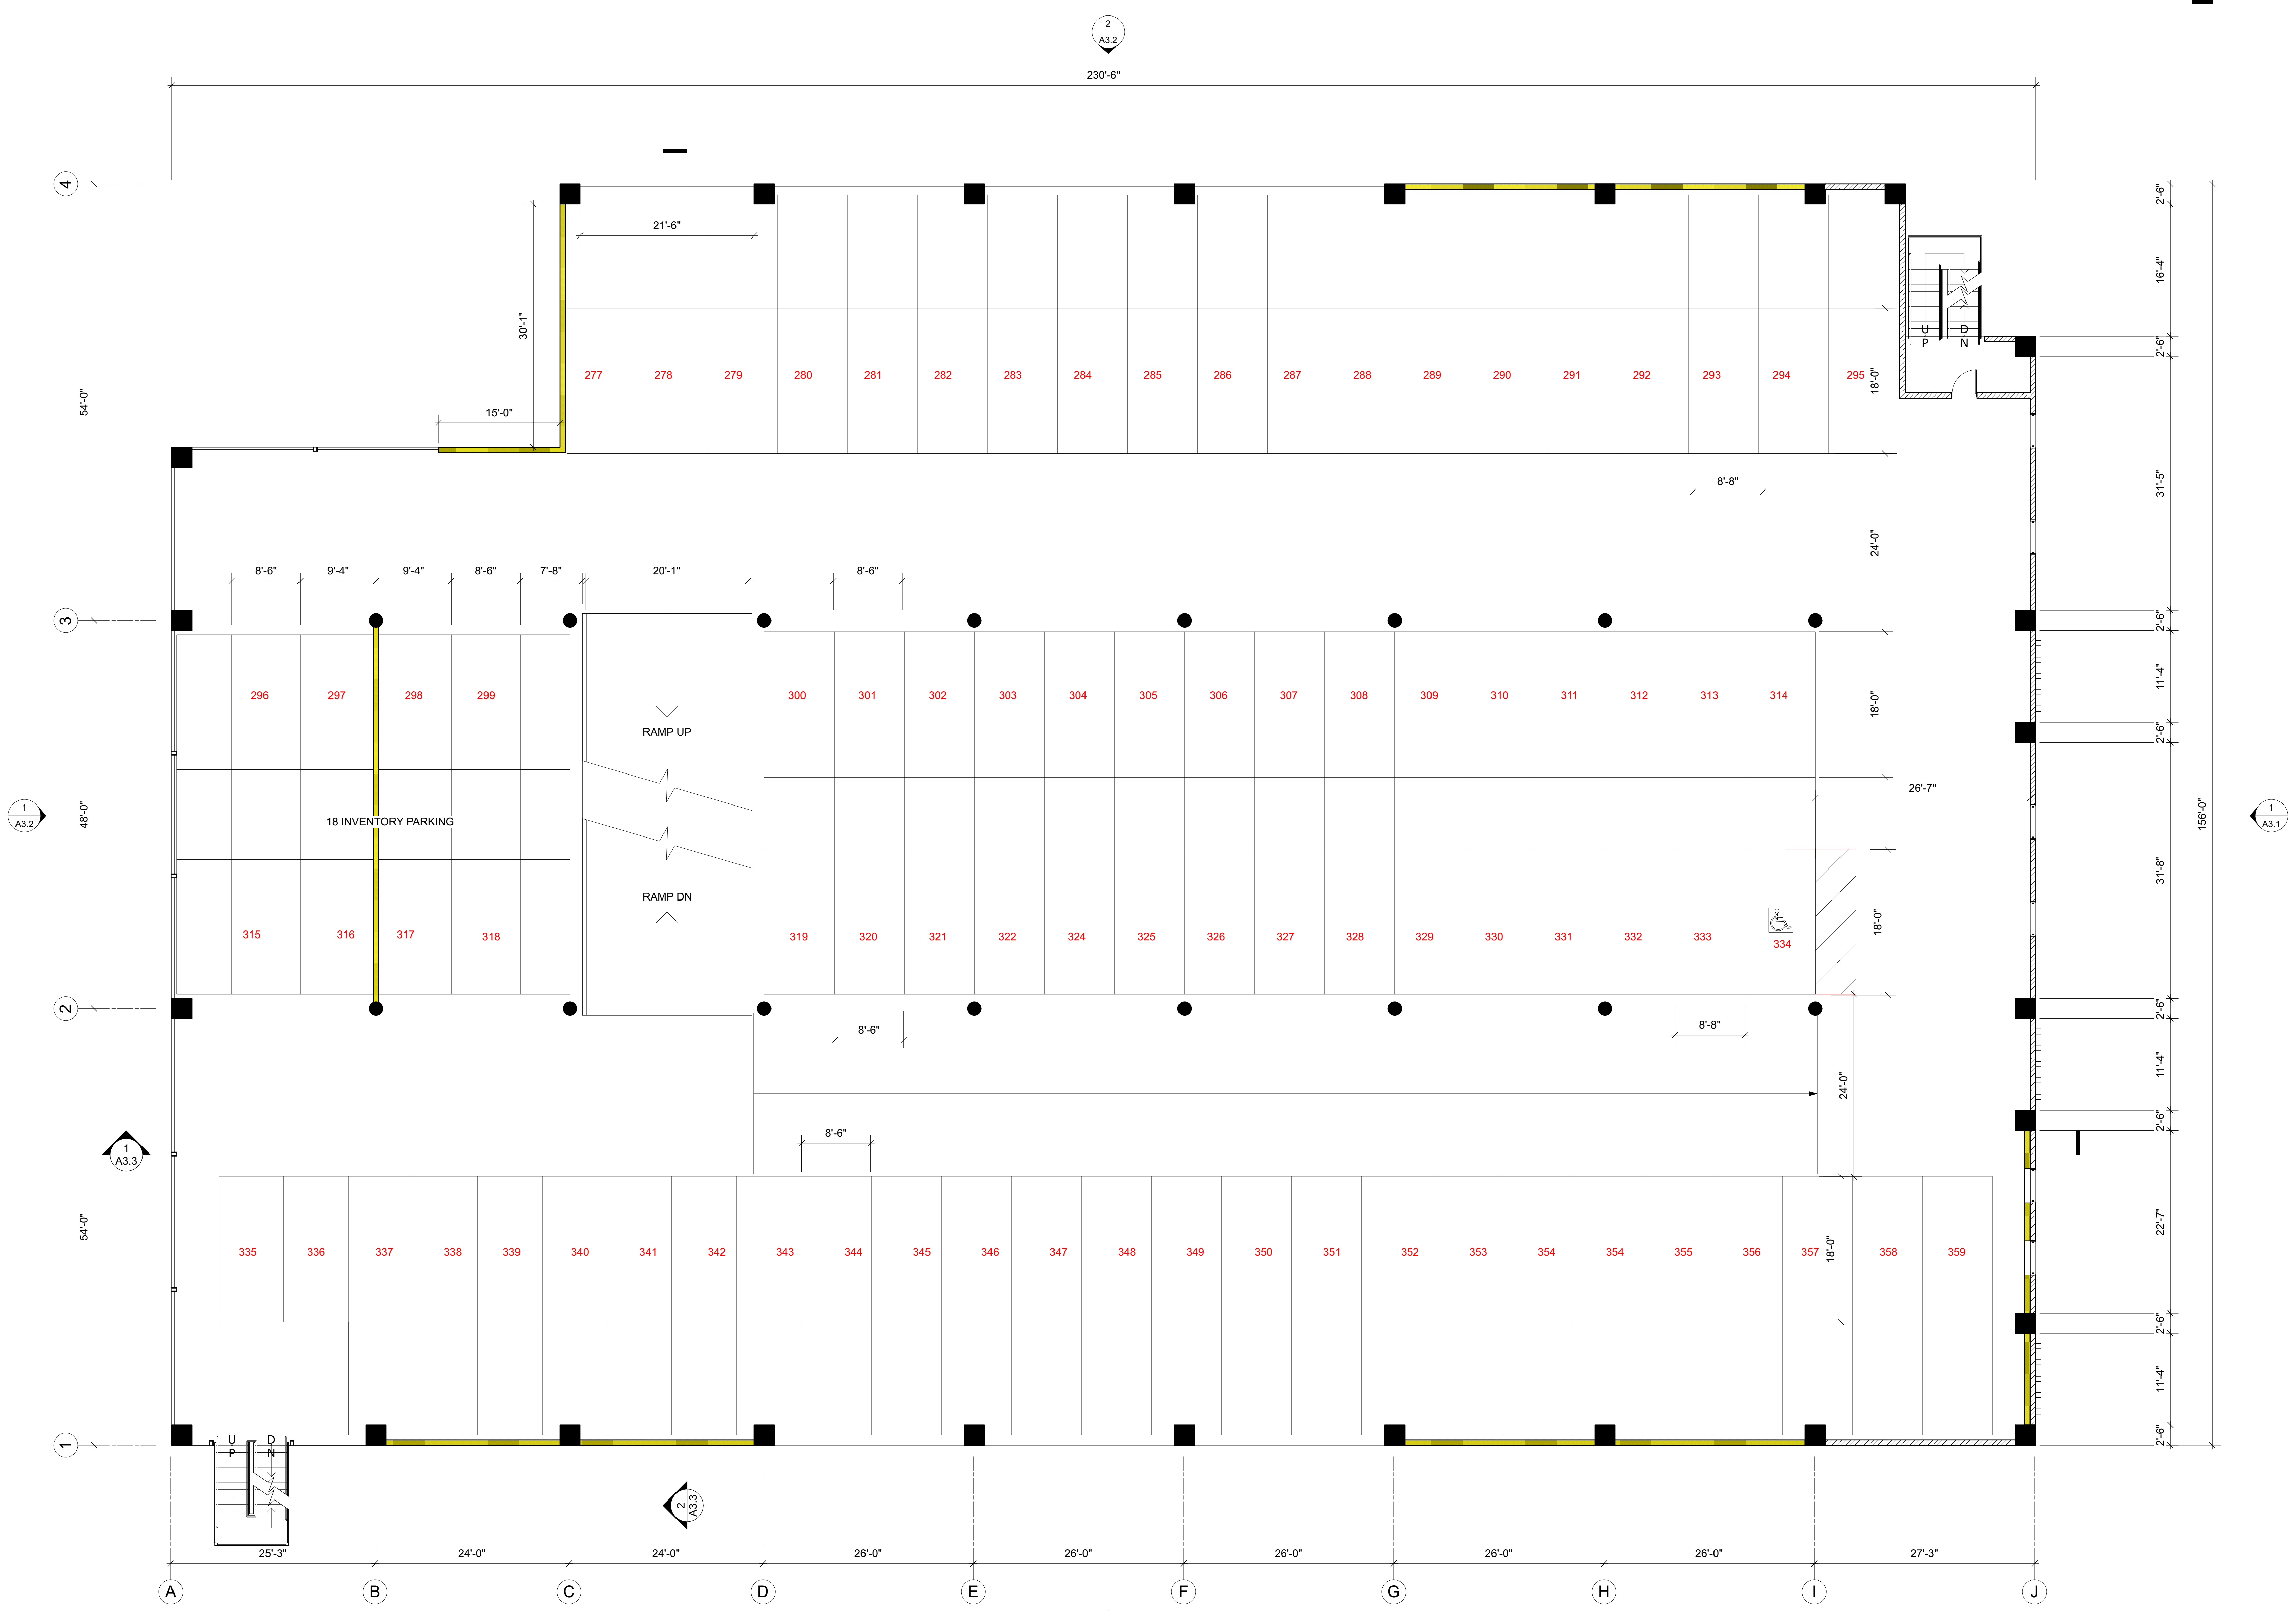 2
A3.2
230'-6"
4
2'-6"
21'-6"
16'-4"
30'-1"
U
P
D
N
2'-6"
277 278 279 280 281 282 283 284 285 286 287 288 289 290 291 292 293 294 295
18'-0"
54'-0"
15'-0"
8'-8"
31'-5"
24'-0"
8'-6" 9'-4" 9'-4" 8'-6" 7'-8" 20'-1" 8'-6"
3
2'-6"
296 297 298 299 300 301 302 303 304 305 306 307 308 309 310 311 312 313 314
18'-0"
11'-4"
RAMP UP
2'-6"
26'-7"
1
A3.2
48'-0"
18 INVENTORY PARKING
156'-0"
1
A3.1
31'-8"
RAMP DN
18'-0"
315 316 317 318 319 320 321 322 324 325 326 327 328 329 330 331 332 333 334
2
2'-6"
8'-6"
8'-8"
11'-4"
24'-0"
2'-6"
8'-6"
1
A3.3
54'-0"
22'-7"
335 336 337 338 339 340 341 342 343 344 345 346 347 348 349 350 351 352 353 354 354 355 356 357 358 359
18'-0"
2'-6"
11'-4"
1
2'-6"
U
P
D
N
2
A3.3
25'-3" 24'-0" 24'-0" 26'-0" 26'-0" 26'-0" 26'-0" 26'-0" 27'-3"
A B C D E F G H I J